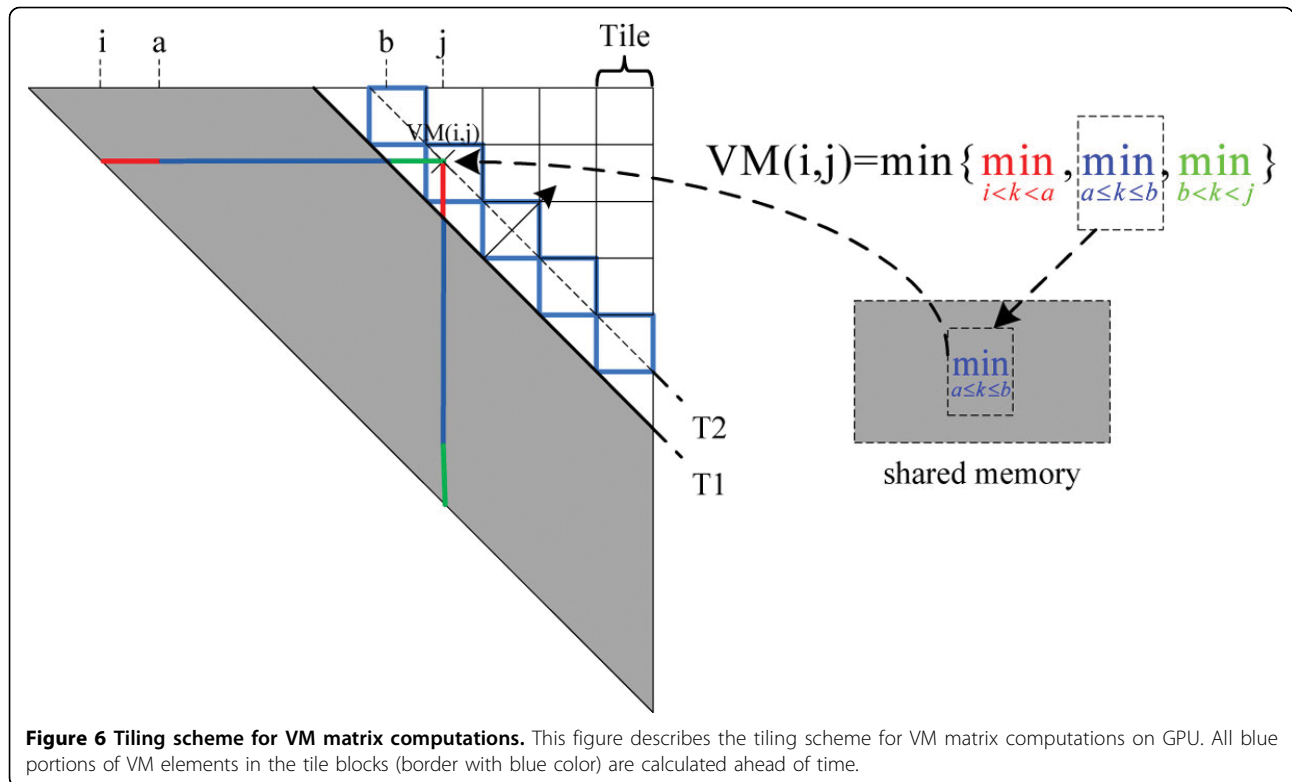 i a b j Tile
VM(i,j)
VM(i,j)=min{ min , min , min }
i<k<a a≤k≤b b<k<j
min
a≤k≤b
shared memory
T2
T1
Figure 6 Tiling scheme for VM matrix computations. This figure describes the tiling scheme for VM matrix computations on GPU. All blue
portions of VM elements in the tile blocks (border with blue color) are calculated ahead of time.